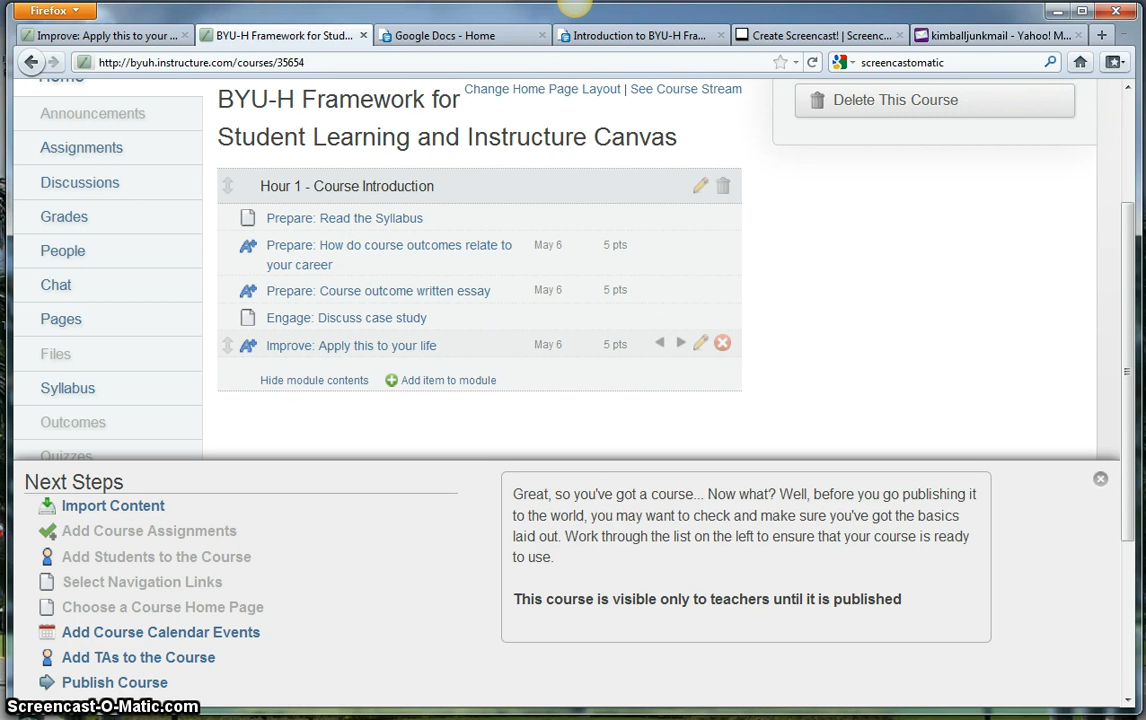 Firefox
Improve: Apply this to your ...
BYU-H Framework for Stud...
Google Docs - Home
Introduction to BYU-H Fra...
Create Screencast! | Screenc...
kimballjunkmail - Yahoo! M...
http://byuh.instructure.com/courses/35654
screencastomatic
Home
Announcements
Assignments
Discussions
Grades
People
Chat
Pages
Files
Syllabus
Outcomes
Quizzes
BYU-H Framework for
Student Learning and Instructure Canvas
Change Home Page Layout | See Course Stream
Delete This Course
Hour 1 - Course Introduction
Prepare: Read the Syllabus
Prepare: How do course outcomes relate to May 6 5 pts
your career
Prepare: Course outcome written essay May 6 5 pts
Engage: Discuss case study
Improve: Apply this to your life May 6 5 pts
Hide module contents Add item to module
Next Steps
Import Content
Add Course Assignments
Add Students to the Course
Select Navigation Links
Choose a Course Home Page
Add Course Calendar Events
Add TAs to the Course
Publish Course
Great, so you've got a course... Now what? Well, before you go publishing it
to the world, you may want to check and make sure you've got the basics
laid out. Work through the list on the left to ensure that your course is ready
to use.
This course is visible only to teachers until it is published
Screencast-O-Matic.com